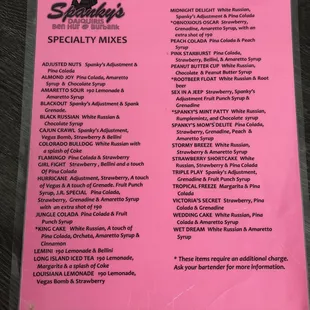 Spanky's
DAIQUIRIS
SPECIALTY MIXES
ADJUSTED NUTS Spanky's Adjustment &
Pina Colada
ALMOND JOY Pina Colada, Amaretto
Syrup & Chocolate Syrup
AMARETTO SOUR 190 Lemonade &
Amaretto Syrup
BLACKOUT Spanky's Adjustment & Spank
Grenade.
BLACK RUSSIAN White Russian &
Chocolate Syrup
CAJUN CRAWL Spanky's Adjustment,
Vegas Bomb, Strawberry & Bellini
COLORADO BULLDOG White Russian with
a splash of Coke
FLAMINGO Pina Colada & Strawberry
GIRL FIGHT Strawberry, Bellini and a touch
Of Pina Colada
HURRICANE Adjustment, Strawberry, A touch
of Vegas & A touch of Grenade. Fruit Punch
Syrup, J.R. SPECIAL Pina Colada,
Strawberry, Grenadine & Amaretto Syrup
with an extra shot of 190
JUNGLE COLADA Pina Colada & Fruit
Punch Syrup
*KING CAKE White Russian, A touch of
Pina Colada, Orcheta, Amaretto Syrup &
Cinnamon
LEMINI 190 Lemonade & Bellini
LONG ISLAND ICED TEA 190 Lemonade,
Margarita & a splash of Coke
LOUISIANA LEMONADE 190 Lemonade,
Vegas Bomb & Strawberry
MIDNIGHT DELIGHT White Russian,
Spanky's Adjustment & Pina Colada
*OBNOXIOUS OSCAR Strawberry,
Grenadine, Amaretto Syrup, with an
extra shot of 190
PEACH COLADA Pina Colada & Peach
Syrup
PINK STARBURST Pina Colada,
Strawberry, Bellini, & Amaretto Syrup
PEANUT BUTTER CUP White Russian,
Chocolate & Peanut Butter Syrup
*ROOTBEER FLOAT White Russian & Root
beer
SEX IN A JEEP Strawberry, Spanky's
Adjustment Fruit Punch Syrup &
Grenadine
*SPANKY'S MINT PATTY White Russian,
Rumplemintz, and Chocolate syrup
SPANKY'S MOM'S DELITE Pina Colada,
Strawberry, Grenadine, Peach &
Amaretto Syrup
STORMY BREEZE White Russian,
Strawberry & Amaretto Syrup
STRAWBERRY SHORTCAKE White
Russian, Strawberry & Pina Colada
TRIPLE PLAY Spanky's Adjustment,
Grenadine & Fruit Punch Syrup
TROPICAL FREEZE Margarita & Pina
Colada
VICTORIA'S SECRET Strawberry, Pina
Colada & Grenadine
WEDDING CAKE White Russian, Pina
Colada & Amaretto Syrup
WET DREAM White Russian & Amaretto
Syrup
* These items require an additional charge.
Ask your bartender for more information.